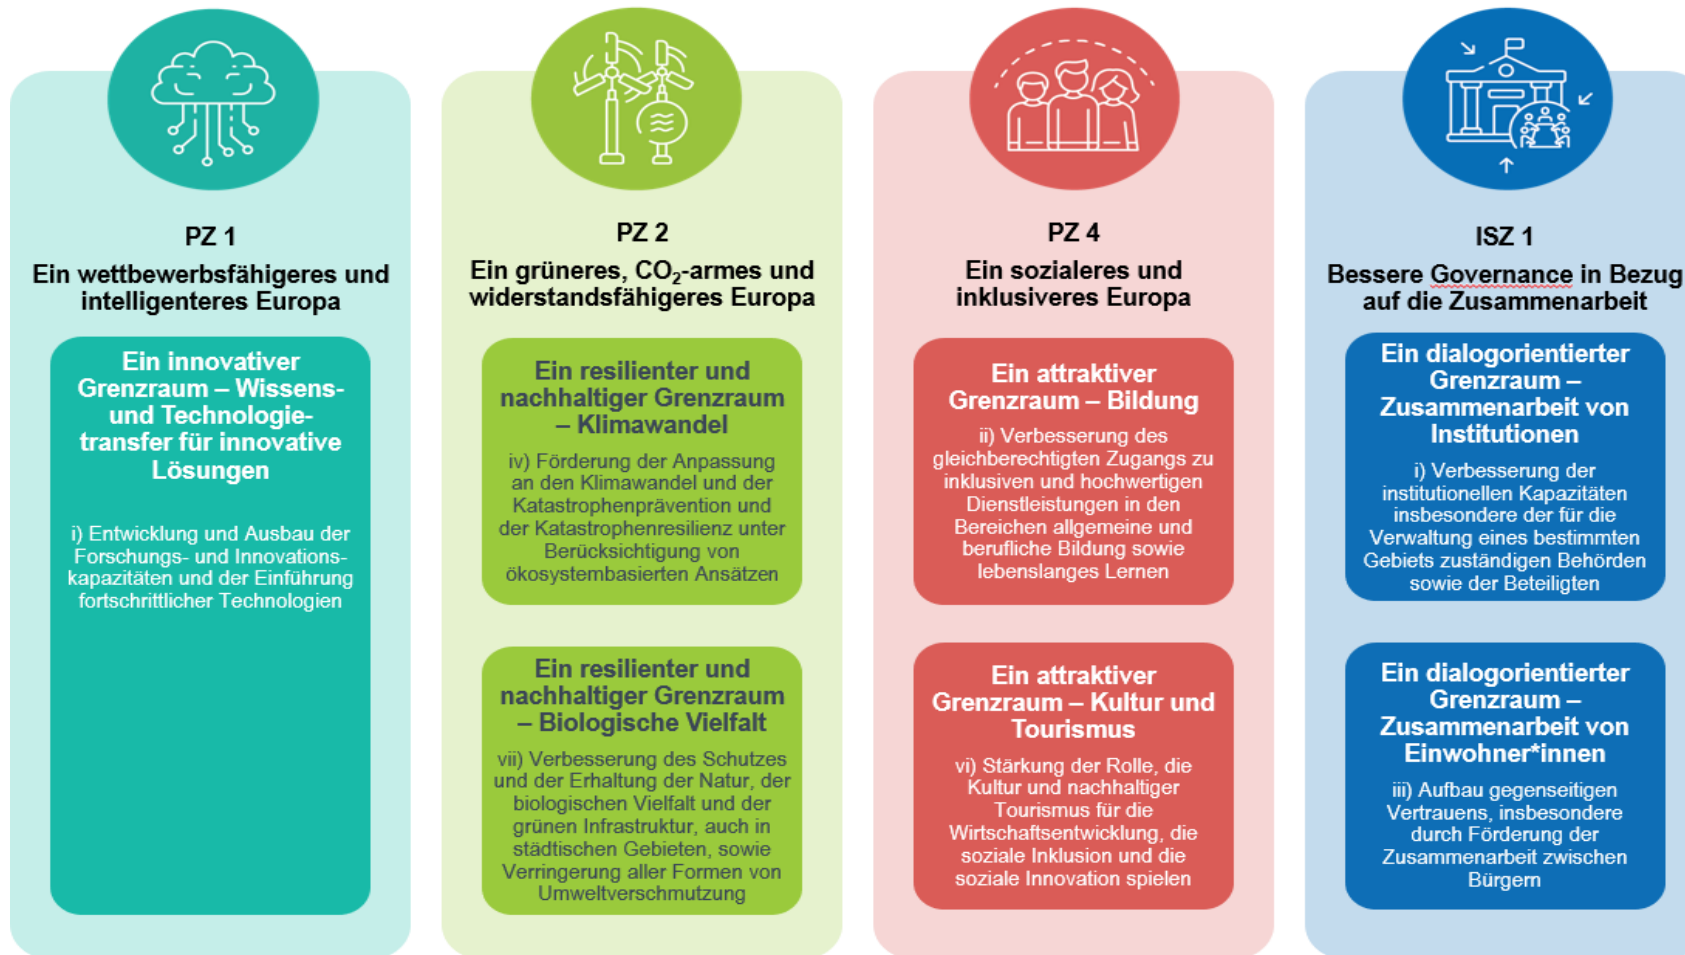 PZ 1
Ein wettbewerbsfähigeres und
intelligenteres Europa
Ein innovativer
Grenzraum – Wissens-
und Technologie-
transfer für innovative
Lösungen
i) Entwicklung und Ausbau der
Forschungs- und Innovations-
kapazitäten und der Einführung
fortschrittlicher Technologien
PZ 2
Ein grüneres, CO₂-armes und
widerstandsfähigeres Europa
Ein resilienter und
nachhaltiger Grenzraum
– Klimawandel
iv) Förderung der Anpassung
an den Klimawandel und der
Katastrophenprävention und
der Katastrophenresilienz unter
Berücksichtigung von
ökosystembasierten Ansätzen
Ein resilienter und
nachhaltiger Grenzraum
– Biologische Vielfalt
vii) Verbesserung des Schutzes
und der Erhaltung der Natur, der
biologischen Vielfalt und der
grünen Infrastruktur, auch in
städtischen Gebieten, sowie
Verringerung aller Formen von
Umweltverschmutzung
PZ 4
Ein sozialeres und
inklusiveres Europa
Ein attraktiver
Grenzraum – Bildung
ii) Verbesserung des
gleichberechtigten Zugangs zu
inklusiven und hochwertigen
Dienstleistungen in den
Bereichen allgemeine und
berufliche Bildung sowie
lebenslanges Lernen
Ein attraktiver
Grenzraum – Kultur und
Tourismus
vi) Stärkung der Rolle, die
Kultur und nachhaltiger
Tourismus für die
Wirtschaftsentwicklung, die
soziale Inklusion und die
soziale Innovation spielen
ISZ 1
Bessere Governance in Bezug
auf die Zusammenarbeit
Ein dialogorientierter
Grenzraum –
Zusammenarbeit von
Institutionen
i) Verbesserung der
institutionellen Kapazitäten
insbesondere der für die
Verwaltung eines bestimmten
Gebiets zuständigen Behörden
sowie der Beteiligten
Ein dialogorientierter
Grenzraum –
Zusammenarbeit von
Einwohner*innen
iii) Aufbau gegenseitigen
Vertrauens, insbesondere
durch Förderung der
Zusammenarbeit zwischen
Bürgern